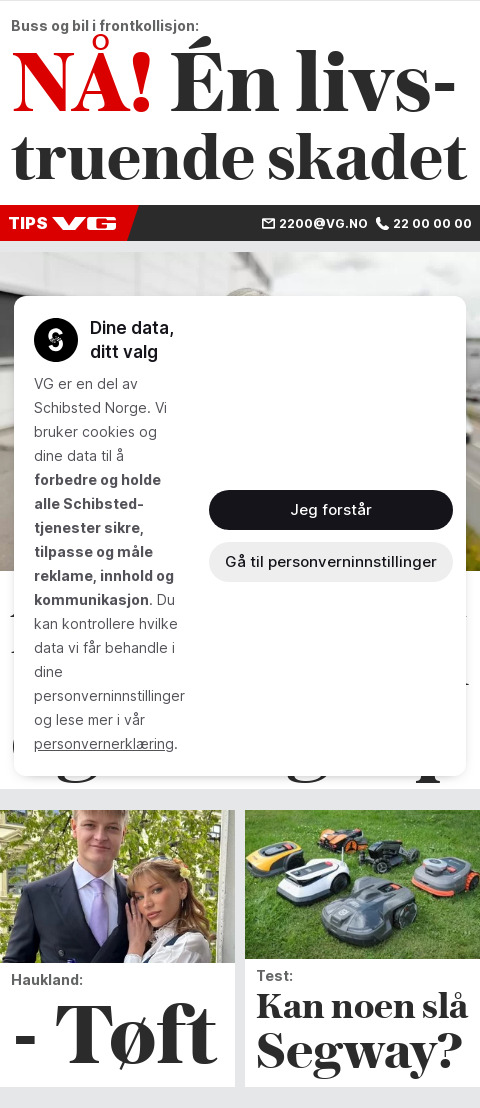 Buss og bil i frontkollisjon:
NÅ! Én livs-
truende skadet
TIPS VG
2200@VG.NO 22 00 00 00
Dine data,
ditt valg
VG er en del av
Schibsted Norge. Vi
bruker cookies og
dine data til å
forbedre og holde
alle Schibsted-
tjenester sikre,
tilpasse og måle
reklame, innhold og
kommunikasjon. Du
kan kontrollere hvilke
data vi får behandle i
dine
personverninnstillinger
og lese mer i vår
personvernerklæring.
Jeg forstår
Gå til personverninnstillinger
Haukland:
- Tøft
Test:
Kan noen slå
Segway?